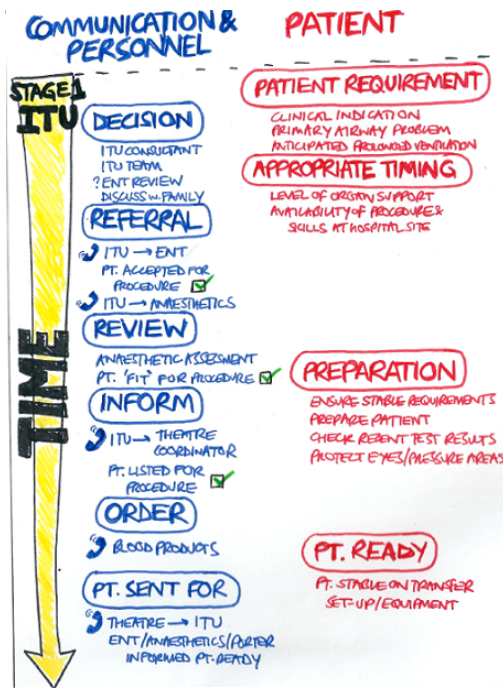 COMMUNICATION &
PERSONNEL
PATIENT
STAGE 1
ITU
TIME
DECISION
ITU CONSULTANT
ITU TEAM
? ENT REVIEW
DISCUSS W. FAMILY
REFERRAL
ITU → ENT
PT. ACCEPTED FOR
PROCEDURE ☑
ITU → ANAESTHETICS
REVIEW
ANAESTHETIC ASSESSMENT
PT. 'FIT' FOR PROCEDURE ☑
INFORM
ITU → THEATRE
COORDINATOR
PT. LISTED FOR
PROCEDURE ☑
ORDER
BLOOD PRODUCTS
PT. SENT FOR
THEATRE → ITU
ENT/ANAESTHETICS/PORTER
INFORMED PT. READY
PATIENT REQUIREMENT
CLINICAL INDICATION
PRIMARY AIRWAY PROBLEM
ANTICIPATED PROLONGED VENTILATION
APPROPRIATE TIMING
LEVEL OF ORGAN SUPPORT
AVAILABILITY OF PROCEDURE &
SKILLS AT HOSPITAL SITE
PREPARATION
ENSURE STABLE REQUIREMENTS
PREPARE PATIENT
CHECK RECENT TEST RESULTS
PROTECT EYES/PRESSURE AREAS
PT. READY
PT. STABLE ON TRANSFER
SET-UP/EQUIPMENT